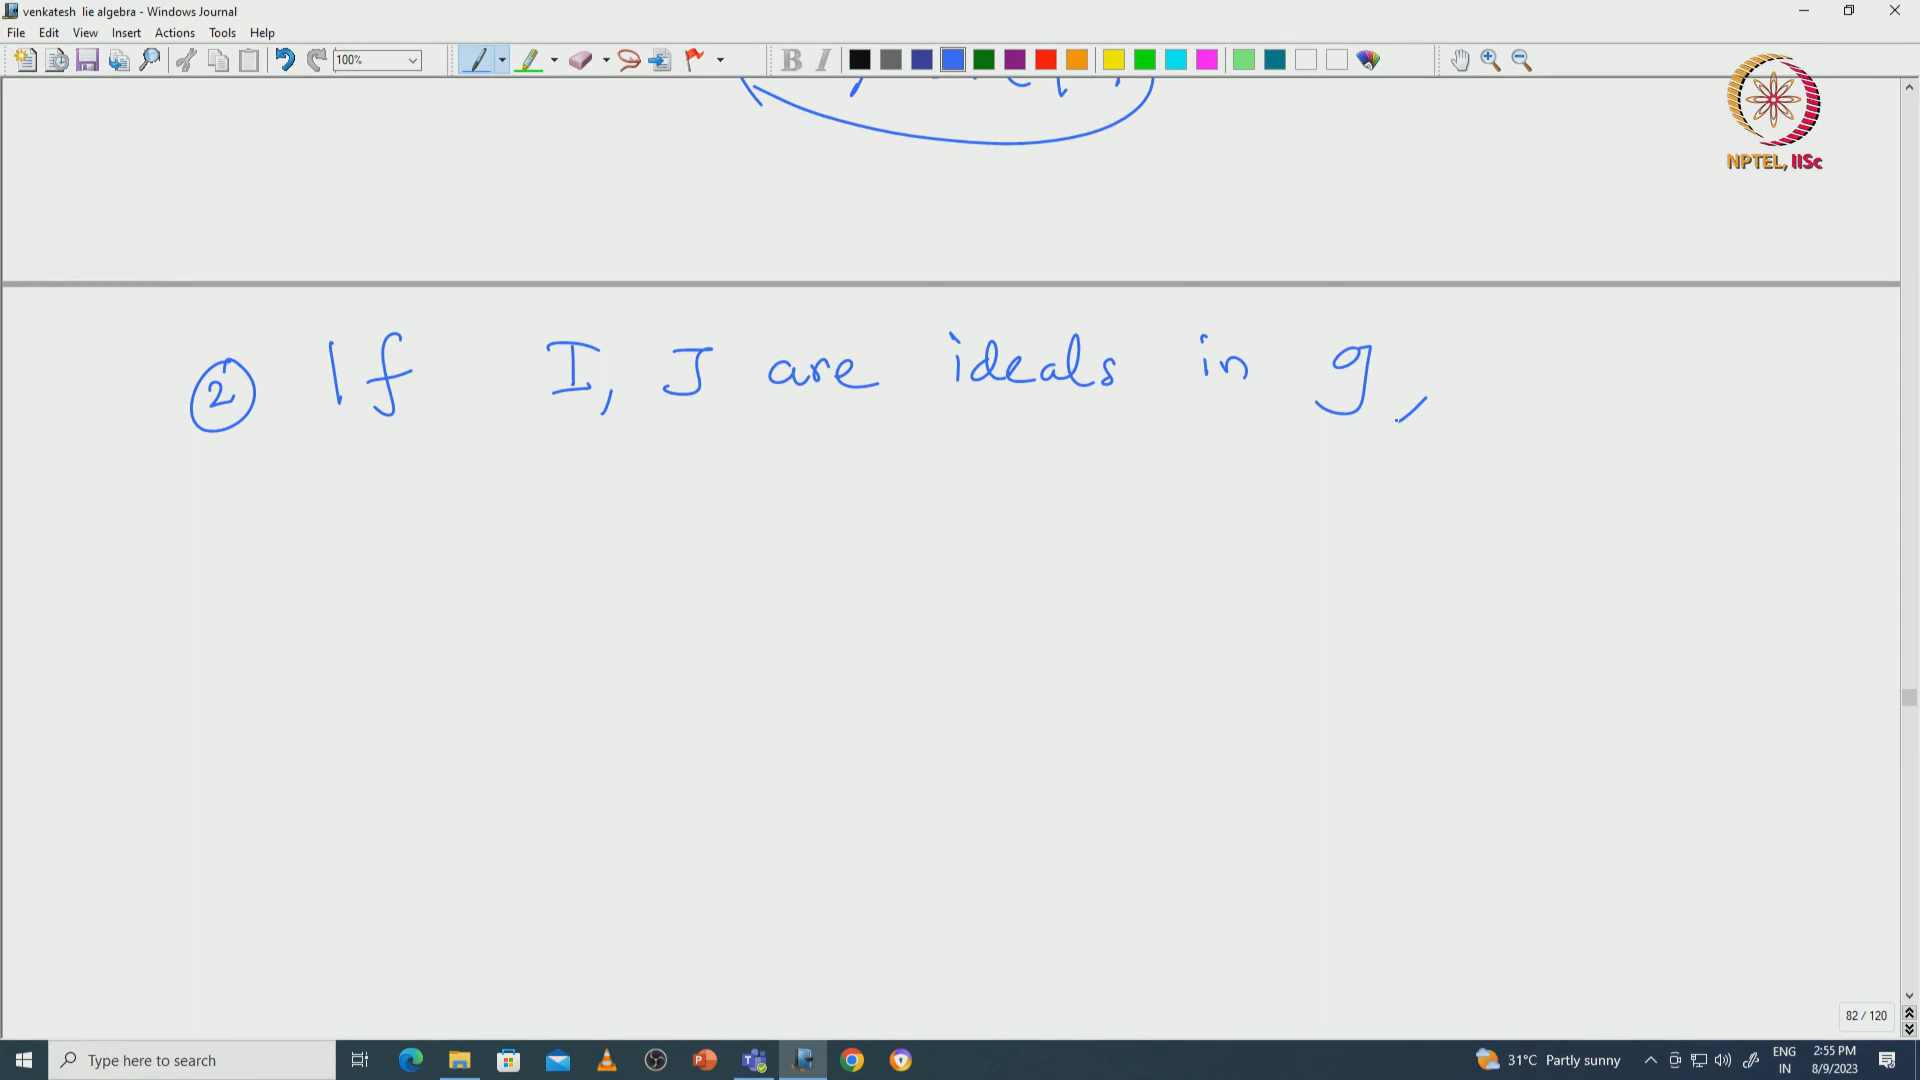 venkatesh lie algebra - Windows Journal
File Edit View Insert Actions Tools Help
100%
B I
NPTEL, IISc
② If I, J are ideals in g,
82 / 120
Type here to search
31°C Partly sunny
ENG
IN
2:55 PM
8/9/2023